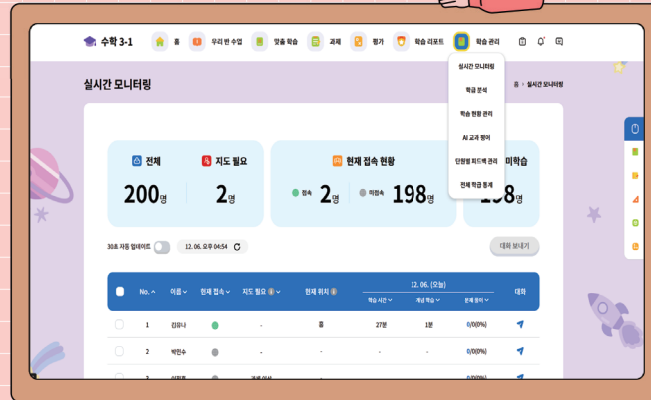 수학 3-1 홈 우리 반 수업 맞춤 학습 과제 평가 학습 리포트 학습 관리
실시간 모니터링
학급 분석
학습 현황 관리
AI 교과 평어
단원별 피드백 관리
전체 학급 통계
실시간 모니터링
홈 > 실시간 모니터링
전체
200명
지도 필요
2명
현재 접속 현황
접속 2명 미접속 198명
미학습
8명
30초 자동 업데이트 12. 06. 오후 04:54
대화 보내기
No. 이름 현재 접속 지도 필요 현재 위치 12. 06. (오늘) 대화
학습 시간 개념 학습 문제 풀이
1 김유나 - 홈 27분 1분 0/0(0%)
2 박민수 - - - - 0/0(0%)